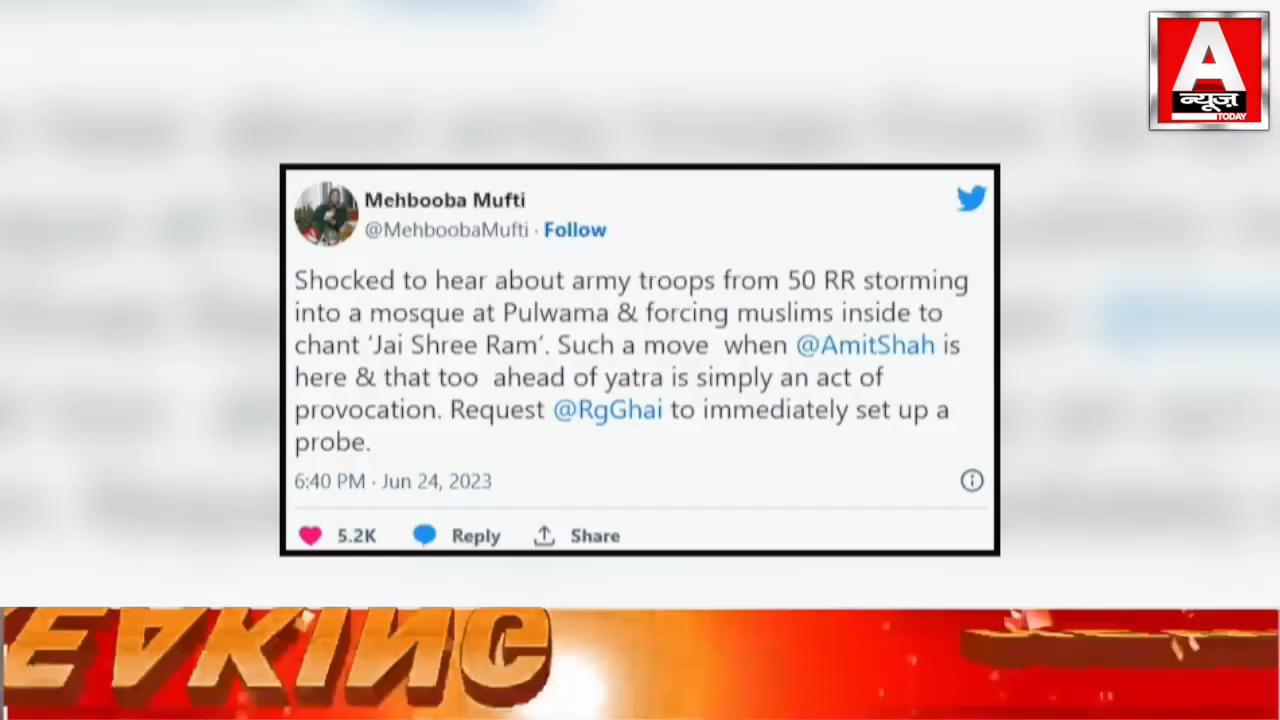 A
न्यूज़
TODAY
Mehbooba Mufti
@MehboobaMufti · Follow
Shocked to hear about army troops from 50 RR storming
into a mosque at Pulwama & forcing muslims inside to
chant ‘Jai Shree Ram’. Such a move when @AmitShah is
here & that too ahead of yatra is simply an act of
provocation. Request @RgGhai to immediately set up a
probe.
6:40 PM · Jun 24, 2023
5.2K Reply Share
EAKING